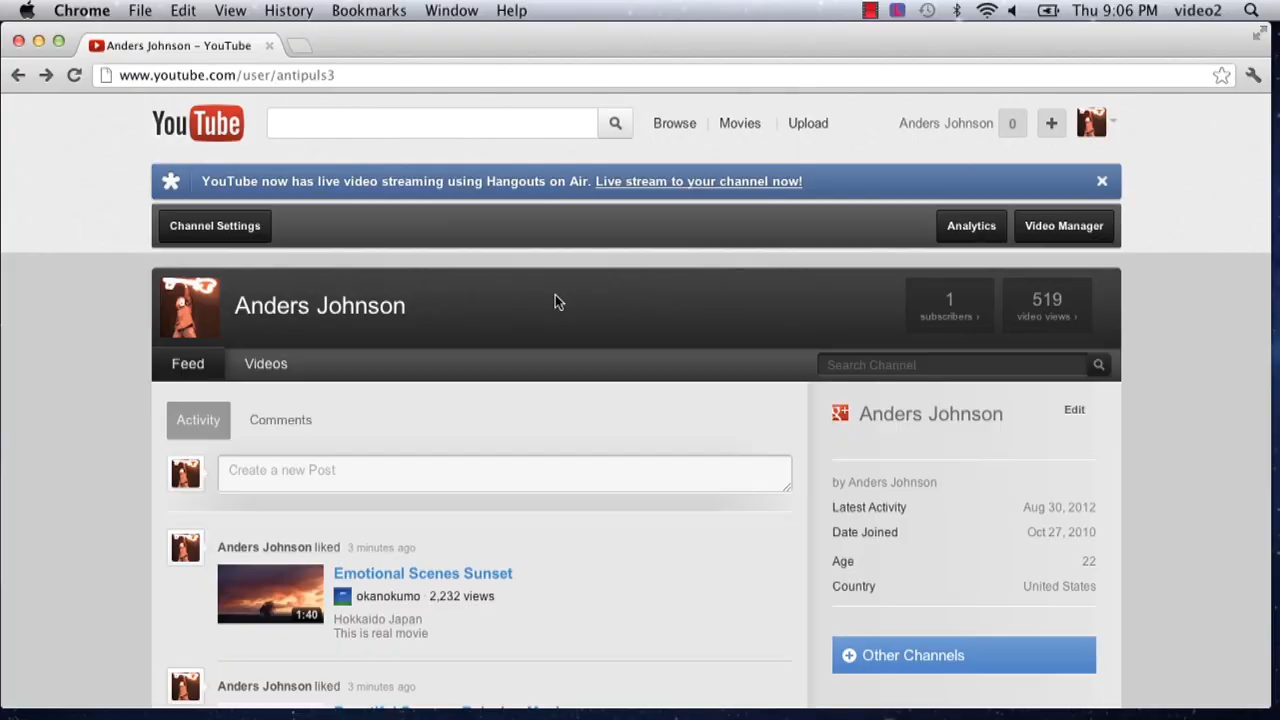 Chrome File Edit View History Bookmarks Window Help Thu 9:06 PM video2
Anders Johnson - YouTube
www.youtube.com/user/antipuls3
YouTube Browse Movies Upload Anders Johnson 0
YouTube now has live video streaming using Hangouts on Air. Live stream to your channel now!
Channel Settings Analytics Video Manager
Anders Johnson 1 519
subscribers › video views ›
Feed Videos Search Channel
Activity Comments Anders Johnson Edit
Create a new Post
by Anders Johnson
Latest Activity Aug 30, 2012
Date Joined Oct 27, 2010
Age 22
Country United States
Anders Johnson liked 3 minutes ago
Emotional Scenes Sunset
okanokumo · 2,232 views
1:40
Hokkaido Japan
This is real movie
Other Channels
Anders Johnson liked 3 minutes ago